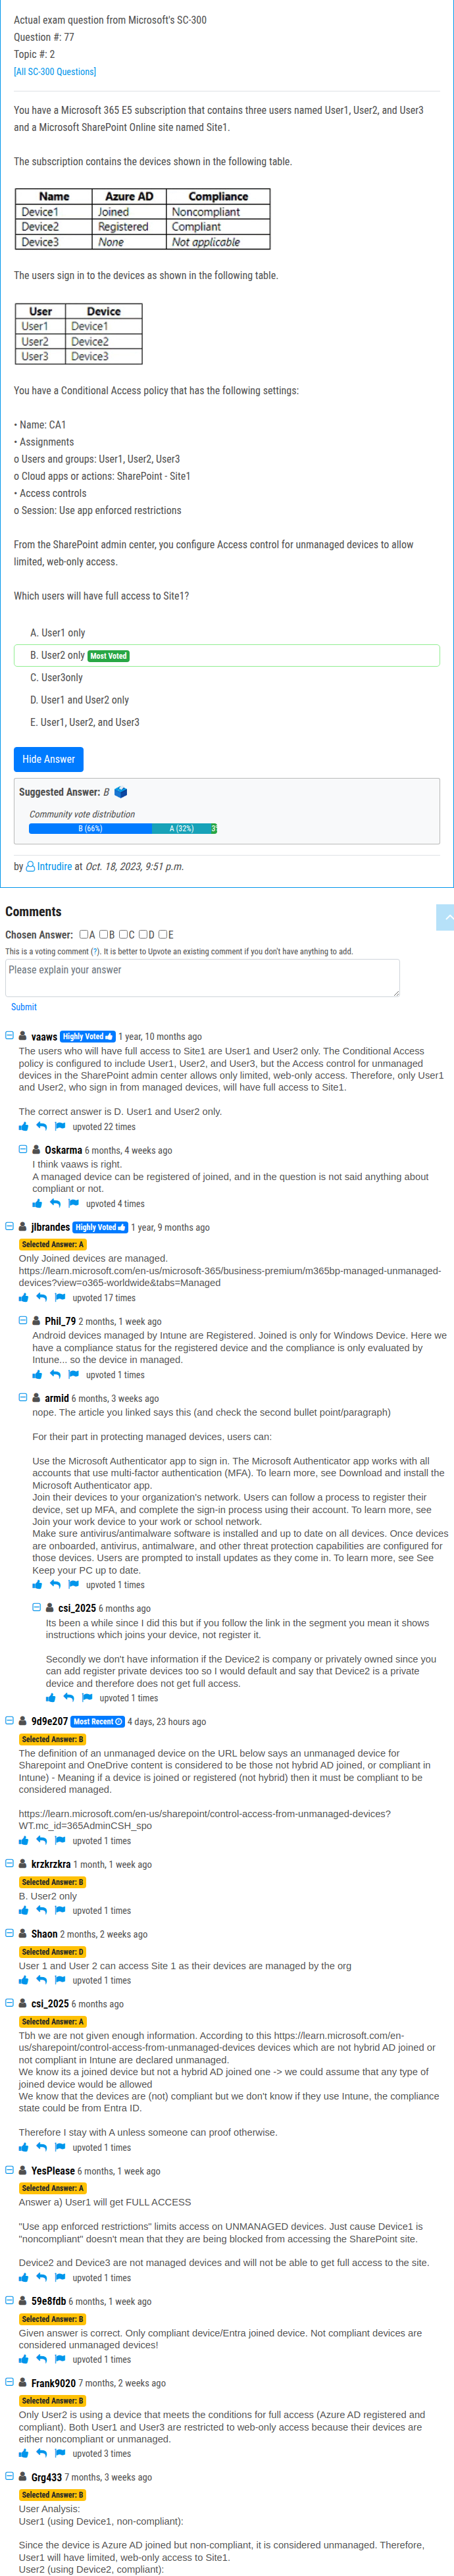 Actual exam question from Microsoft's SC-300
Question #: 77
Topic #: 2
[All SC-300 Questions]
You have a Microsoft 365 E5 subscription that contains three users named User1, User2, and User3
and a Microsoft SharePoint Online site named Site1.
The subscription contains the devices shown in the following table.
Name Azure AD Compliance
Device1 Joined Noncompliant
Device2 Registered Compliant
Device3 None Not applicable
The users sign in to the devices as shown in the following table.
User Device
User1 Device1
User2 Device2
User3 Device3
You have a Conditional Access policy that has the following settings:
• Name: CA1
• Assignments
o Users and groups: User1, User2, User3
o Cloud apps or actions: SharePoint - Site1
• Access controls
o Session: Use app enforced restrictions
From the SharePoint admin center, you configure Access control for unmanaged devices to allow
limited, web-only access.
Which users will have full access to Site1?
A. User1 only
B. User2 only Most Voted
C. User3only
D. User1 and User2 only
E. User1, User2, and User3
Hide Answer
Suggested Answer: B
Community vote distribution
B (66%) A (32%) 3
by Intrudire at Oct. 18, 2023, 9:51 p.m.
Comments
Chosen Answer: A B C D E
This is a voting comment (?). It is better to Upvote an existing comment if you don't have anything to add.
Please explain your answer
Submit
vaaws Highly Voted 1 year, 10 months ago
The users who will have full access to Site1 are User1 and User2 only. The Conditional Access
policy is configured to include User1, User2, and User3, but the Access control for unmanaged
devices in the SharePoint admin center allows only limited, web-only access. Therefore, only User1
and User2, who sign in from managed devices, will have full access to Site1.
The correct answer is D. User1 and User2 only.
upvoted 22 times
Oskarma 6 months, 4 weeks ago
I think vaaws is right.
A managed device can be registered of joined, and in the question is not said anything about
compliant or not.
upvoted 4 times
jlbrandes Highly Voted 1 year, 9 months ago
Selected Answer: A
Only Joined devices are managed.
https://learn.microsoft.com/en-us/microsoft-365/business-premium/m365bp-managed-unmanaged-
devices?view=o365-worldwide&tabs=Managed
upvoted 17 times
Phil_79 2 months, 1 week ago
Android devices managed by Intune are Registered. Joined is only for Windows Device. Here we
have a compliance status for the registered device and the compliance is only evaluated by
Intune... so the device in managed.
upvoted 1 times
armid 6 months, 3 weeks ago
nope. The article you linked says this (and check the second bullet point/paragraph)
For their part in protecting managed devices, users can:
Use the Microsoft Authenticator app to sign in. The Microsoft Authenticator app works with all
accounts that use multi-factor authentication (MFA). To learn more, see Download and install the
Microsoft Authenticator app.
Join their devices to your organization's network. Users can follow a process to register their
device, set up MFA, and complete the sign-in process using their account. To learn more, see
Join your work device to your work or school network.
Make sure antivirus/antimalware software is installed and up to date on all devices. Once devices
are onboarded, antivirus, antimalware, and other threat protection capabilities are configured for
those devices. Users are prompted to install updates as they come in. To learn more, see See
Keep your PC up to date.
upvoted 1 times
csi_2025 6 months ago
Its been a while since I did this but if you follow the link in the segment you mean it shows
instructions which joins your device, not register it.
Secondly we don't have information if the Device2 is company or privately owned since you
can add register private devices too so I would default and say that Device2 is a private
device and therefore does not get full access.
upvoted 1 times
9d9e207 Most Recent 4 days, 23 hours ago
Selected Answer: B
The definition of an unmanaged device on the URL below says an unmanaged device for
Sharepoint and OneDrive content is considered to be those not hybrid AD joined, or compliant in
Intune) - Meaning if a device is joined or registered (not hybrid) then it must be compliant to be
considered managed.
https://learn.microsoft.com/en-us/sharepoint/control-access-from-unmanaged-devices?
WT.mc_id=365AdminCSH_spo
upvoted 1 times
krzkrzkra 1 month, 1 week ago
Selected Answer: B
B. User2 only
upvoted 1 times
Shaon 2 months, 2 weeks ago
Selected Answer: D
User 1 and User 2 can access Site 1 as their devices are managed by the org
upvoted 1 times
csi_2025 6 months ago
Selected Answer: A
Tbh we are not given enough information. According to this https://learn.microsoft.com/en-
us/sharepoint/control-access-from-unmanaged-devices devices which are not hybrid AD joined or
not compliant in Intune are declared unmanaged.
We know its a joined device but not a hybrid AD joined one -> we could assume that any type of
joined device would be allowed
We know that the devices are (not) compliant but we don't know if they use Intune, the compliance
state could be from Entra ID.
Therefore I stay with A unless someone can proof otherwise.
upvoted 1 times
YesPlease 6 months, 1 week ago
Selected Answer: A
Answer a) User1 will get FULL ACCESS
"Use app enforced restrictions" limits access on UNMANAGED devices. Just cause Device1 is
"noncompliant" doesn't mean that they are being blocked from accessing the SharePoint site.
Device2 and Device3 are not managed devices and will not be able to get full access to the site.
upvoted 1 times
59e8fdb 6 months, 1 week ago
Selected Answer: B
Given answer is correct. Only compliant device/Entra joined device. Not compliant devices are
considered unmanaged devices!
upvoted 1 times
Frank9020 7 months, 2 weeks ago
Selected Answer: B
Only User2 is using a device that meets the conditions for full access (Azure AD registered and
compliant). Both User1 and User3 are restricted to web-only access because their devices are
either noncompliant or unmanaged.
upvoted 3 times
Grg433 7 months, 3 weeks ago
Selected Answer: B
User Analysis:
User1 (using Device1, non-compliant):
Since the device is Azure AD joined but non-compliant, it is considered unmanaged. Therefore,
User1 will have limited, web-only access to Site1.
User2 (using Device2, compliant):